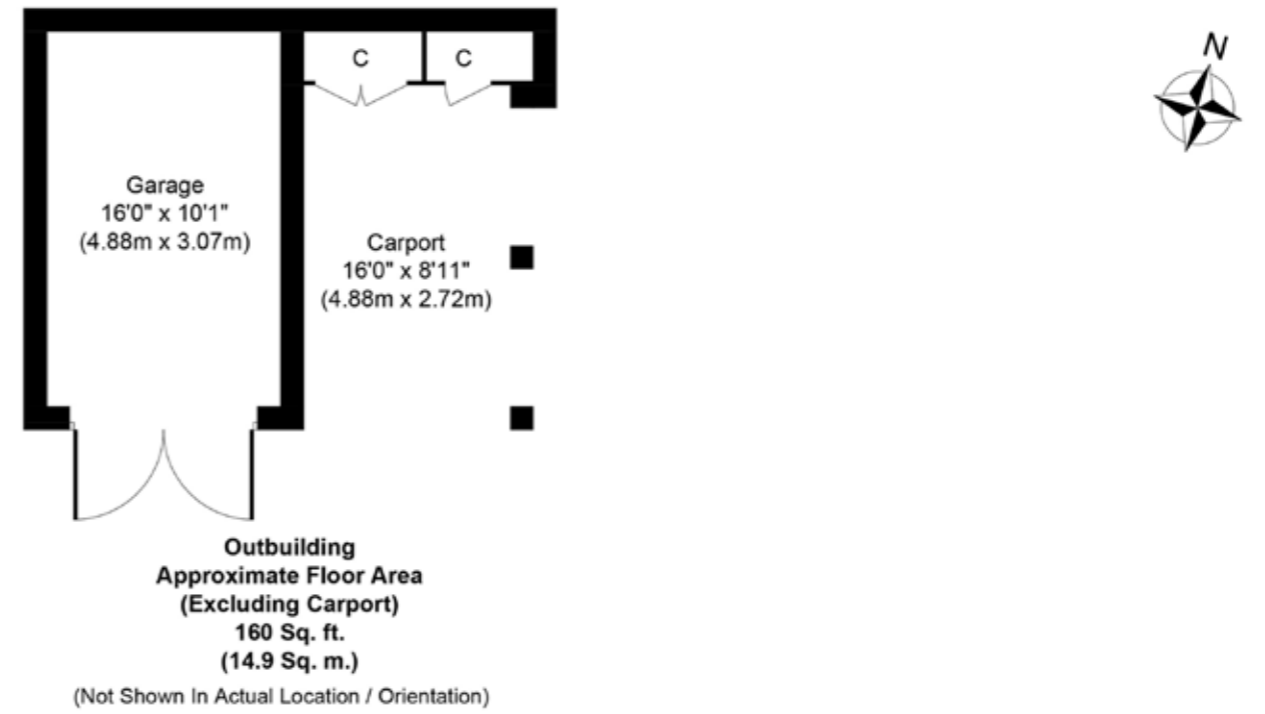 N
C C
Garage
16'0" x 10'1"
(4.88m x 3.07m)
Carport
16'0" x 8'11"
(4.88m x 2.72m)
Outbuilding
Approximate Floor Area
(Excluding Carport)
160 Sq. ft.
(14.9 Sq. m.)
(Not Shown In Actual Location / Orientation)